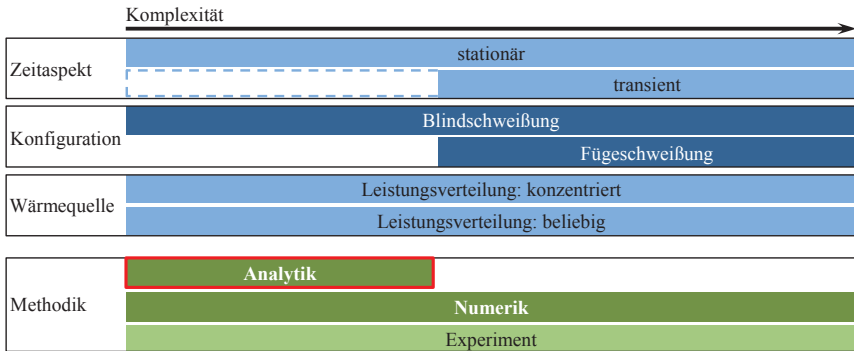 Komplexität
Zeitaspekt
stationär
transient
Konfiguration
Blindschweißung
Fügeschweißung
Wärmequelle
Leistungsverteilung: konzentriert
Leistungsverteilung: beliebig
Methodik
Analytik
Numerik
Experiment